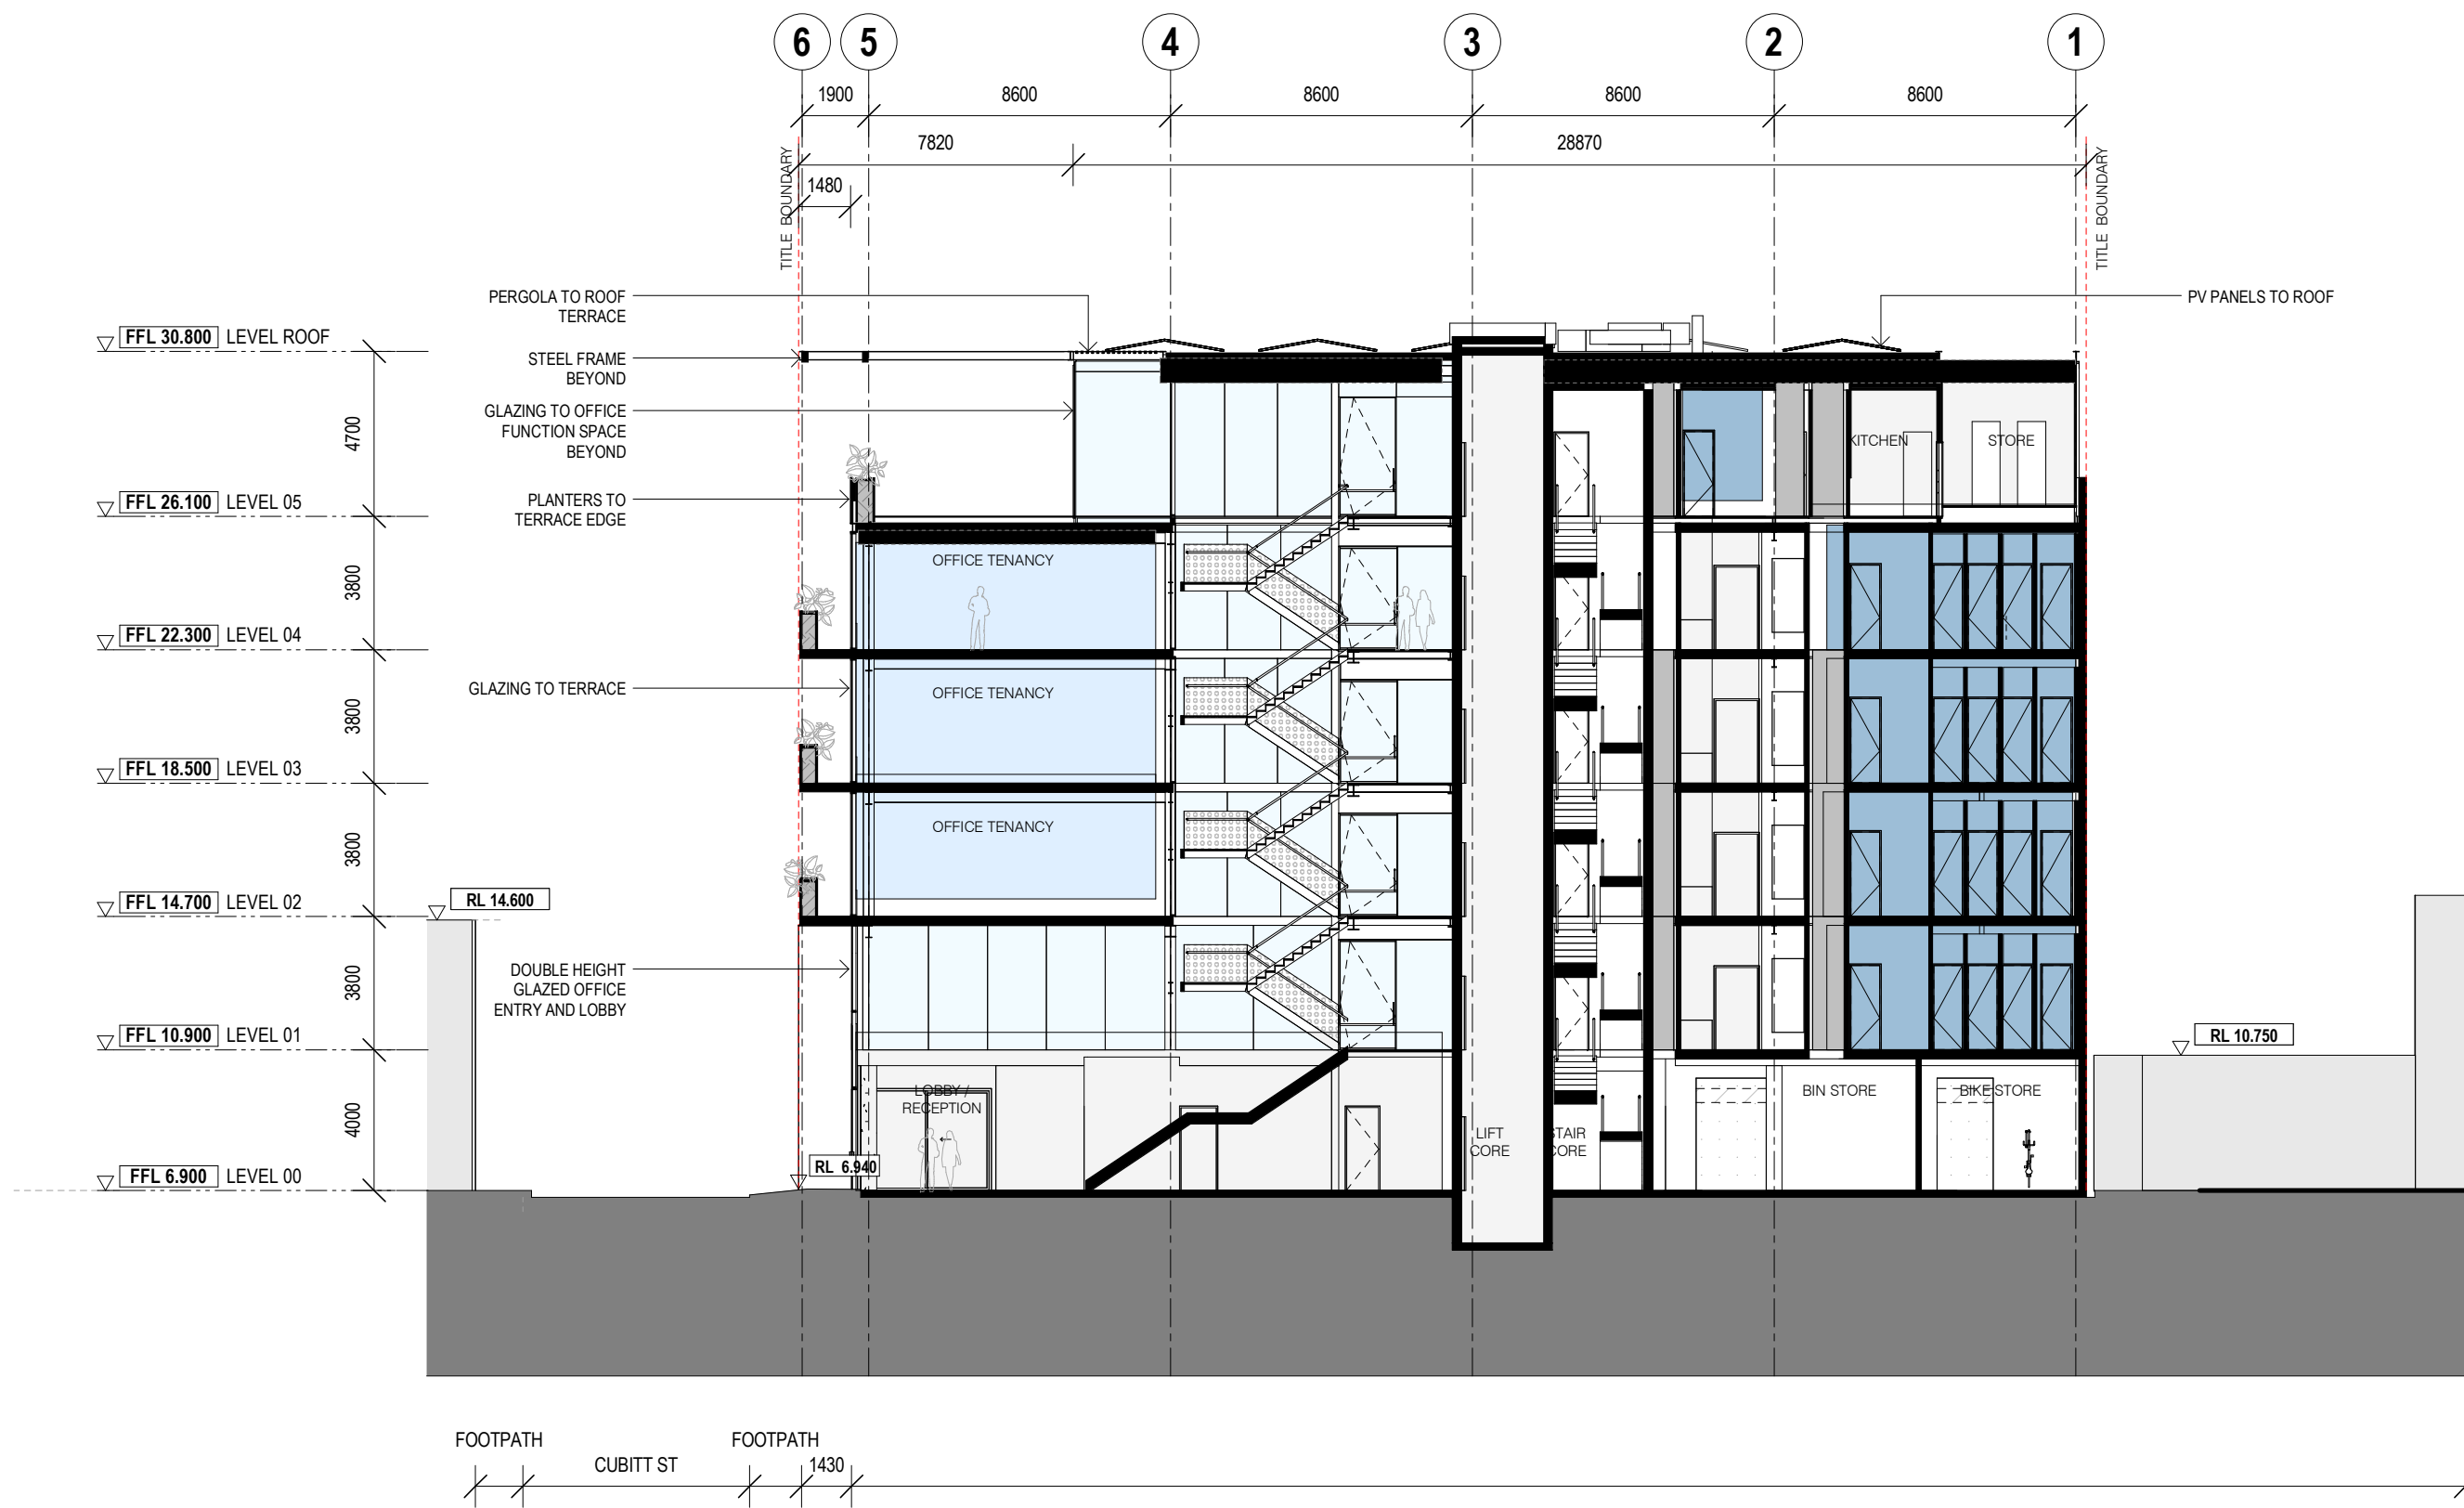 6 5 4 3 2 1
1900 8600 8600 8600 8600
7820 28870
1480
TITLE BOUNDARY
TITLE BOUNDARY
PERGOLA TO ROOF
TERRACE
PV PANELS TO ROOF
FFL 30.800 LEVEL ROOF
STEEL FRAME
BEYOND
GLAZING TO OFFICE
FUNCTION SPACE
BEYOND
4700
KITCHEN
STORE
FFL 26.100 LEVEL 05
PLANTERS TO
TERRACE EDGE
OFFICE TENANCY
3800
FFL 22.300 LEVEL 04
GLAZING TO TERRACE
OFFICE TENANCY
3800
FFL 18.500 LEVEL 03
OFFICE TENANCY
3800
FFL 14.700 LEVEL 02
RL 14.600
DOUBLE HEIGHT
GLAZED OFFICE
ENTRY AND LOBBY
3800
FFL 10.900 LEVEL 01
RL 10.750
LOBBY /
RECEPTION
BIN STORE
BIKE STORE
4000
LIFT
CORE
STAIR
CORE
RL 6.940
FFL 6.900 LEVEL 00
FOOTPATH
FOOTPATH
CUBITT ST
1430